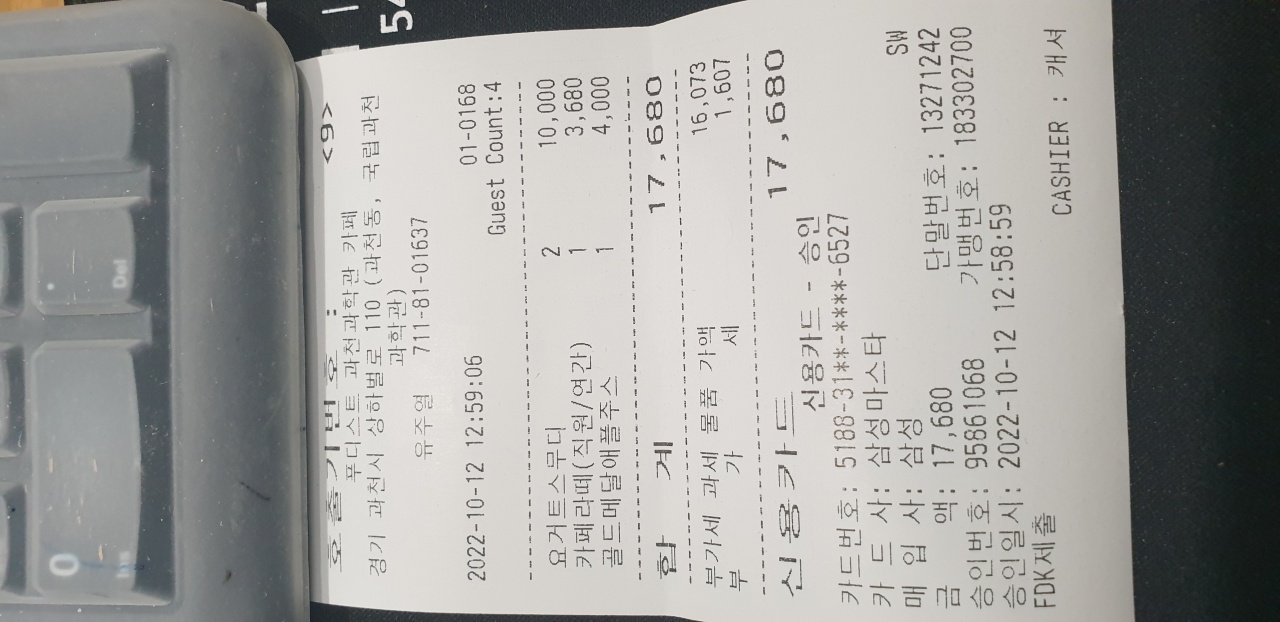 호출기번호 : <9>
푸디스트 과천과학관 카페
경기 과천시 상하벌로 110 (과천동, 국립과천
과학관)
유주열 711-81-01637
2022-10-12 12:59:06 01-0168
Guest Count:4
요거트스무디 2 10,000
카페라떼(직원/연간) 1 3,680
골드메달애플주스 1 4,000
합 계 17,680
부가세 과세 물품 가액 16,073
부 가 세 1,607
신용카드 17,680
신용카드 - 승인
카드번호: 5188-31**-****-6527
카 드 사: 삼성마스타
매 입 사: 삼성 SW
금 액: 17,680 단말번호: 13271242
승인번호: 95861068 가맹번호: 183302700
승인일시: 2022-10-12 12:58:59
FDK제출
CASHIER : 캐셔
0
Ins
.
Del
54